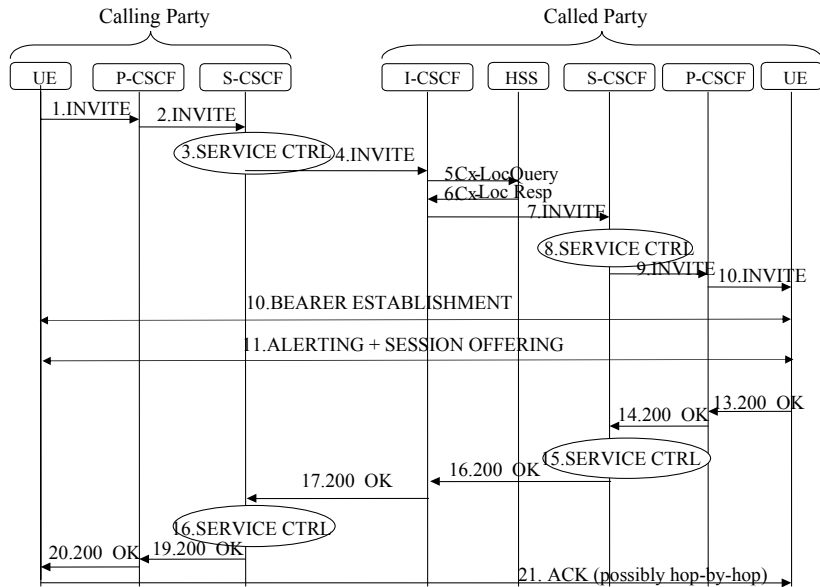 Calling Party
Called Party
UE
P-CSCF
S-CSCF
I-CSCF
HSS
S-CSCF
P-CSCF
UE
1.INVITE
2.INVITE
3.SERVICE CTRL
4.INVITE
5Cx-LocQuery
6Cx-Loc Resp
7.INVITE
8.SERVICE CTRL
9.INVITE
10.INVITE
10.BEARER ESTABLISHMENT
11.ALERTING + SESSION OFFERING
13.200 OK
14.200 OK
15.SERVICE CTRL
16.200 OK
17.200 OK
16.SERVICE CTRL
19.200 OK
20.200 OK
21. ACK (possibly hop-by-hop)